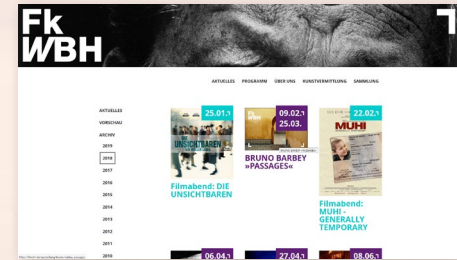 Fk
WBH
AKTUELLES PROGRAMM ÜBER UNS KUNSTVERMITTLUNG SAMMLUNG
AKTUELLES
VORSCHAU
ARCHIV
2019
2018
2017
2016
2015
2014
2013
2012
2011
2010
25.01.
DIE
UNSICHTBAREN
Filmabend: DIE
UNSICHTBAREN
Fk
WBH
09.02.
25.03.
BRUNO BARBEY
»PASSAGES«
22.02.
MUHI
Filmabend:
MUHI -
GENERALLY
TEMPORARY
06.04.
27.04.
08.06.